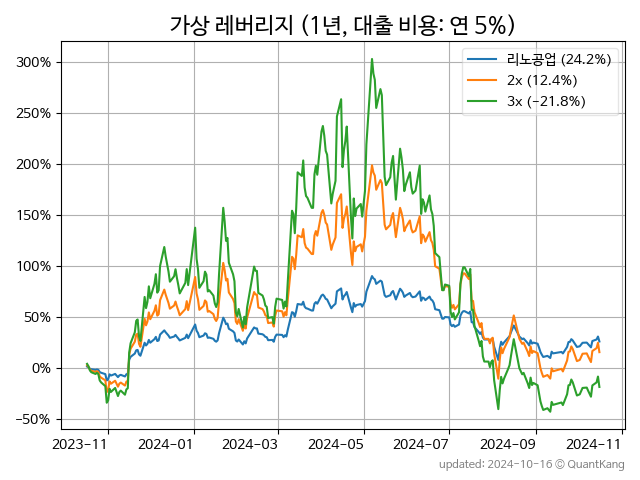 가상 레버리지 (1년, 대출 비용: 연 5%)
리노공업 (24.2%)
2x (12.4%)
3x (−21.8%)
300%
250%
200%
150%
100%
50%
0%
−50%
2023-11 2024-01 2024-03 2024-05 2024-07 2024-09 2024-11
updated: 2024-10-16 © QuantKang